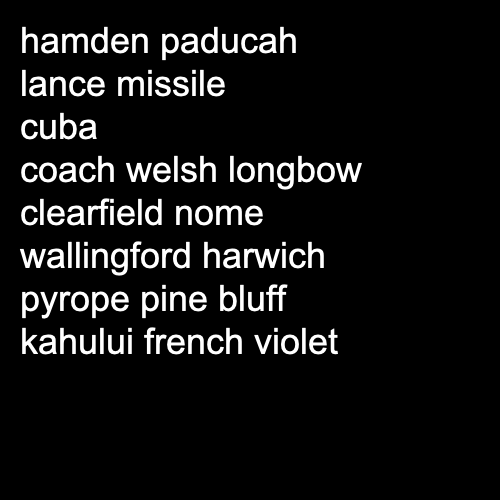 hamden paducah
lance missile
cuba
coach welsh longbow
clearfield nome
wallingford harwich
pyrope pine bluff
kahului french violet